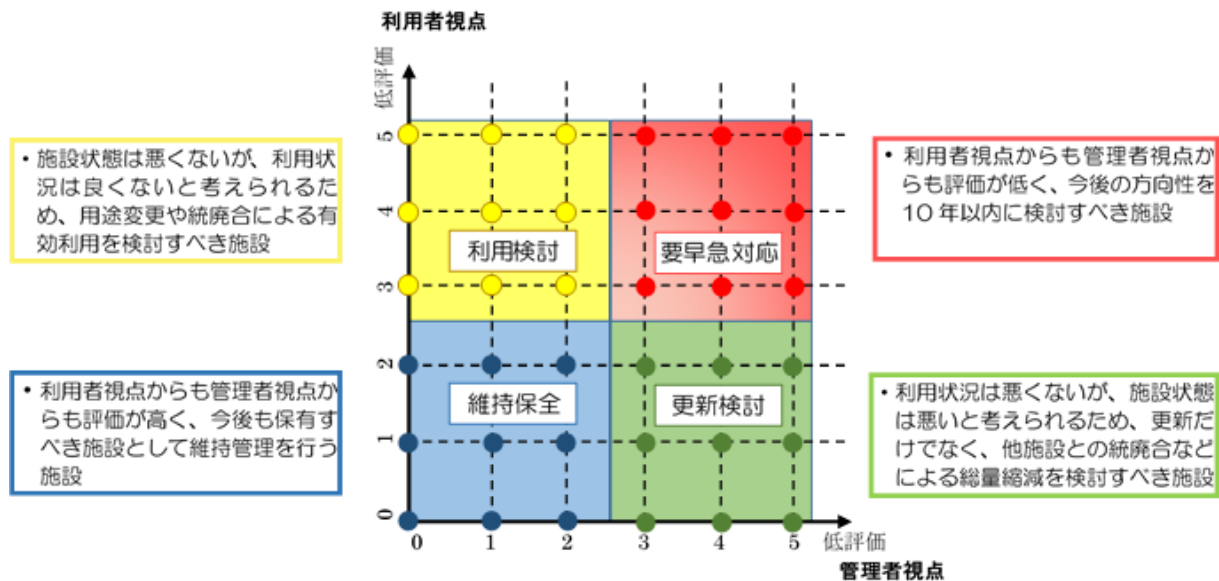 利用者視点
低評価
5
4
3
2
1
0
• 施設状態は悪くないが、利用状
況は良くないと考えられるた
め、用途変更や統廃合による有
効利用を検討すべき施設
利用検討
要早急対応
• 利用者視点からも管理者視点か
らも評価が低く、今後の方向性を
10 年以内に検討すべき施設
• 利用者視点からも管理者視点か
らも評価が高く、今後も保有す
べき施設として維持管理を行う
施設
維持保全
更新検討
• 利用状況は悪くないが、施設状態
は悪いと考えられるため、更新だ
けでなく、他施設との統廃合など
による総量縮減を検討すべき施設
0 1 2 3 4 5 低評価
管理者視点